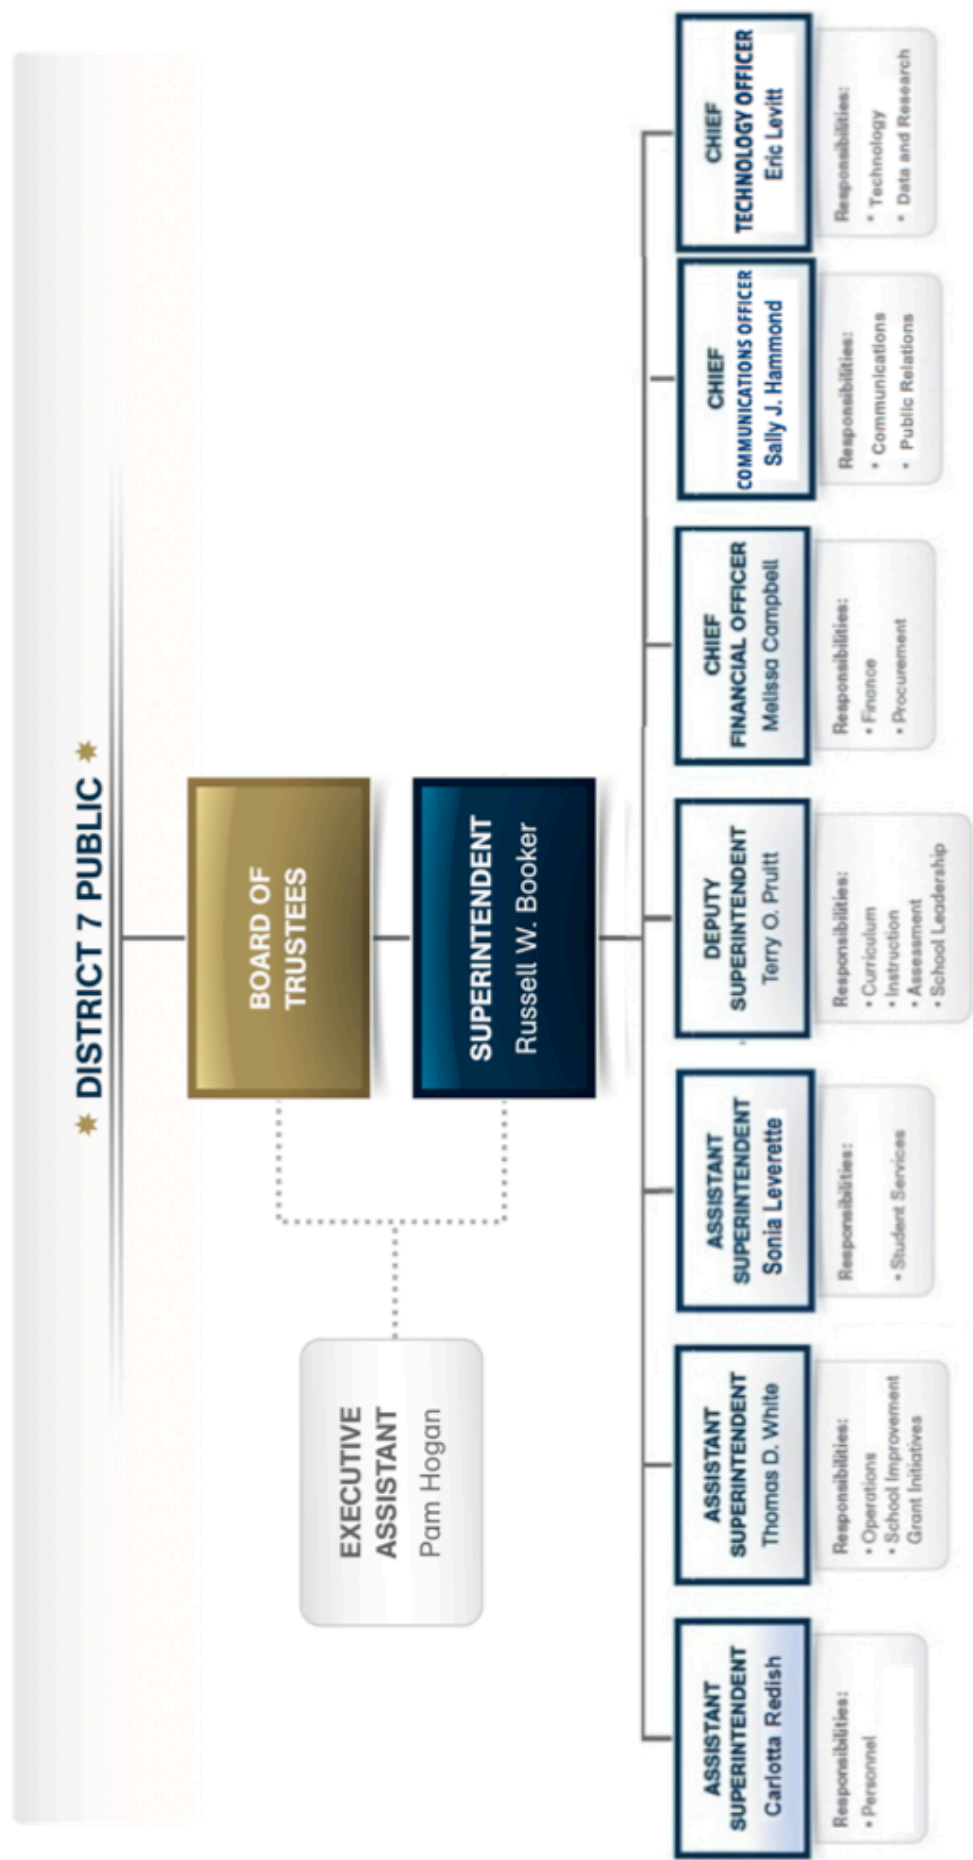 DISTRICT 7 PUBLIC
BOARD OF
TRUSTEES
SUPERINTENDENT
Russell W. Booker
EXECUTIVE
ASSISTANT
Pam Hogan
ASSISTANT
SUPERINTENDENT
Carlotta Redish
Responsibilities:
• Personnel
ASSISTANT
SUPERINTENDENT
Thomas D. White
Responsibilities:
• Operations
• School Improvement
Grant Initiatives
ASSISTANT
SUPERINTENDENT
Sonia Leverette
Responsibilities:
• Student Services
DEPUTY
SUPERINTENDENT
Terry O. Pruitt
Responsibilities:
• Curriculum
• Instruction
• Assessment
• School Leadership
CHIEF
FINANCIAL OFFICER
Melissa Campbell
Responsibilities:
• Finance
• Procurement
CHIEF
COMMUNICATIONS OFFICER
Sally J. Hammond
Responsibilities:
• Communications
• Public Relations
CHIEF
TECHNOLOGY OFFICER
Eric Levitt
Responsibilities:
• Technology
• Data and Research